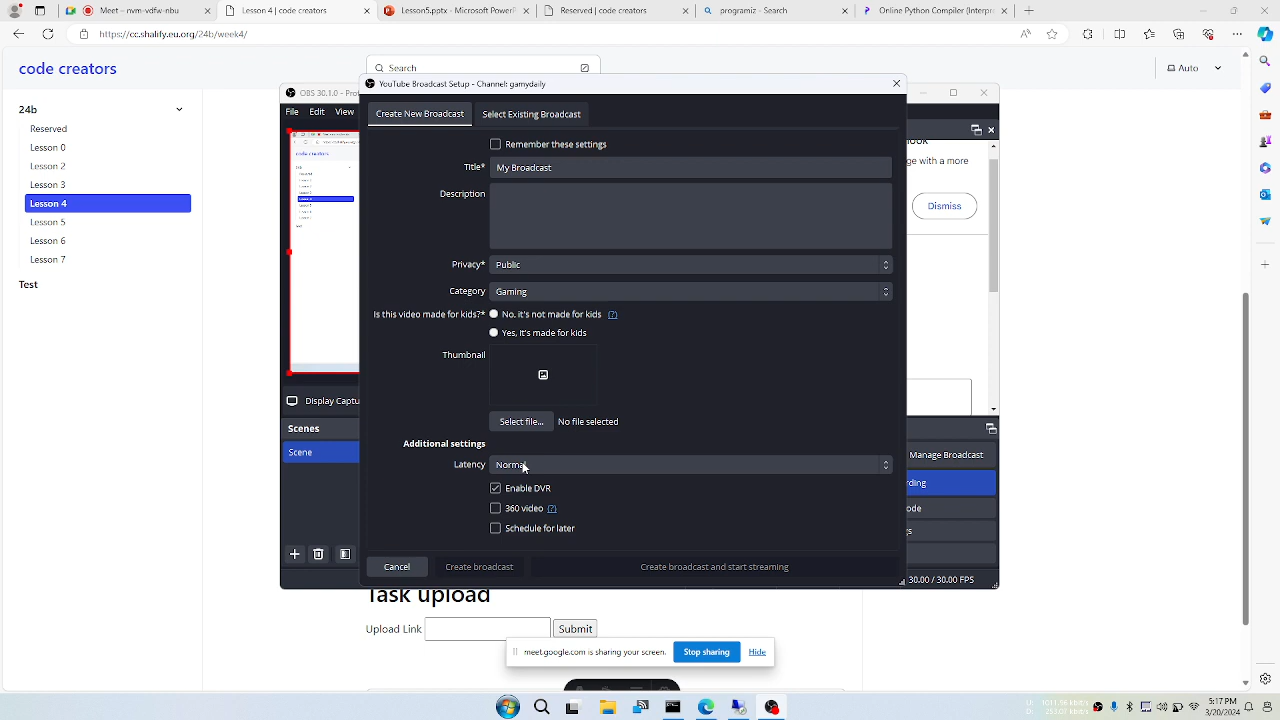 Meet – nvm-vdfw-nbu
Lesson 4 | code creators
Lesson5.pptx - Microsoft PowerP
Reserved | code creators
programiz - Search
Online Python Compiler (Interpre
https://cc.shalify.eu.org/24b/week4/
code creators
Search
Auto
24b
Reserved
Lesson 0
Lesson 2
Lesson 3
Lesson 4
Lesson 5
Lesson 6
Lesson 7
Test
OBS 30.1.0 - Pro
File Edit View
YouTube Broadcast Setup - Channel: gamydaily
Create New Broadcast
Select Existing Broadcast
Remember these settings
Title* My Broadcast
Description
Privacy* Public
Category Gaming
Is this video made for kids?* No, it's not made for kids (?)
Yes, it's made for kids
Thumbnail
Select file... No file selected
Additional settings
Latency Normal
Enable DVR
360 video (?)
Schedule for later
Cancel
Create broadcast
Create broadcast and start streaming
ge with a more
Dismiss
Display Captu
Scenes
Scene
Manage Broadcast
rding
ode
30.00 / 30.00 FPS
Task upload
Upload Link
Submit
meet.google.com is sharing your screen.
Stop sharing
Hide
5:17 PM
3/20/2024